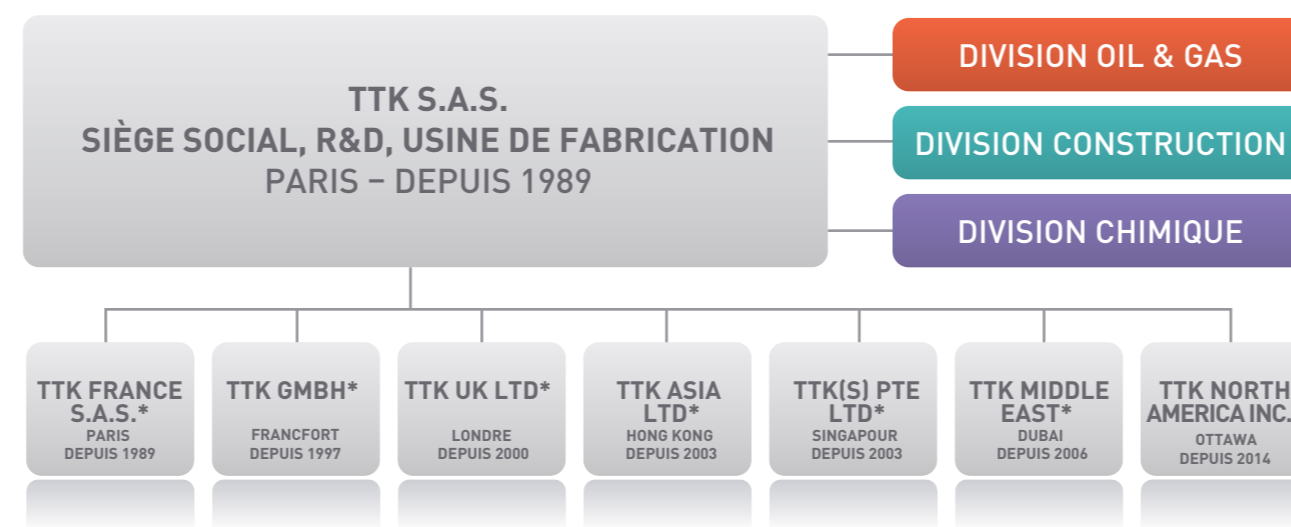 TTK S.A.S.
SIÈGE SOCIAL, R&D, USINE DE FABRICATION
PARIS – DEPUIS 1989
DIVISION OIL & GAS
DIVISION CONSTRUCTION
DIVISION CHIMIQUE
TTK FRANCE
S.A.S.*
PARIS
DEPUIS 1989
TTK GMBH*
FRANCFORT
DEPUIS 1997
TTK UK LTD*
LONDRE
DEPUIS 2000
TTK ASIA
LTD*
HONG KONG
DEPUIS 2003
TTK(S) PTE
LTD*
SINGAPOUR
DEPUIS 2003
TTK MIDDLE
EAST*
DUBAI
DEPUIS 2006
TTK NORTH
AMERICA INC.
OTTAWA
DEPUIS 2014